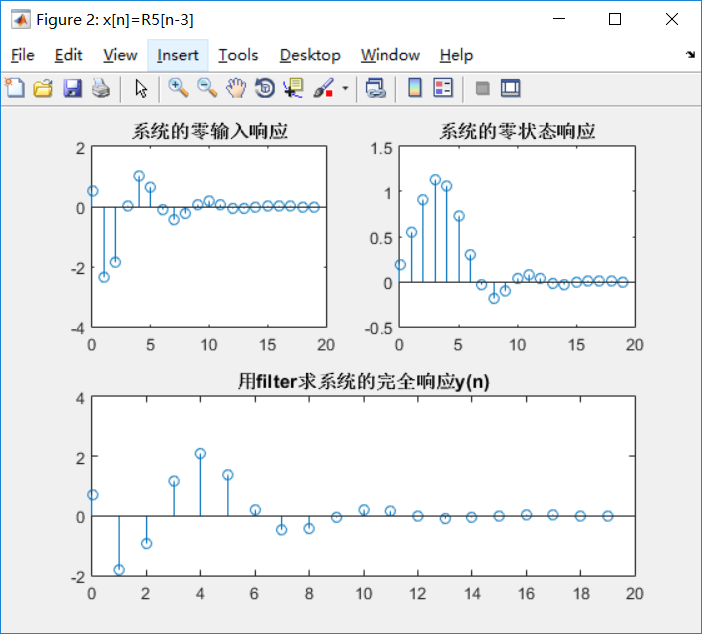 Figure 2: x[n]=R5[n-3]
File Edit View Insert Tools Desktop Window Help
系统的零输入响应
2
0
-2
-4
0 5 10 15 20
系统的零状态响应
1.5
1
0.5
0
-0.5
0 5 10 15 20
用filter求系统的完全响应y(n)
4
2
0
-2
0 2 4 6 8 10 12 14 16 18 20